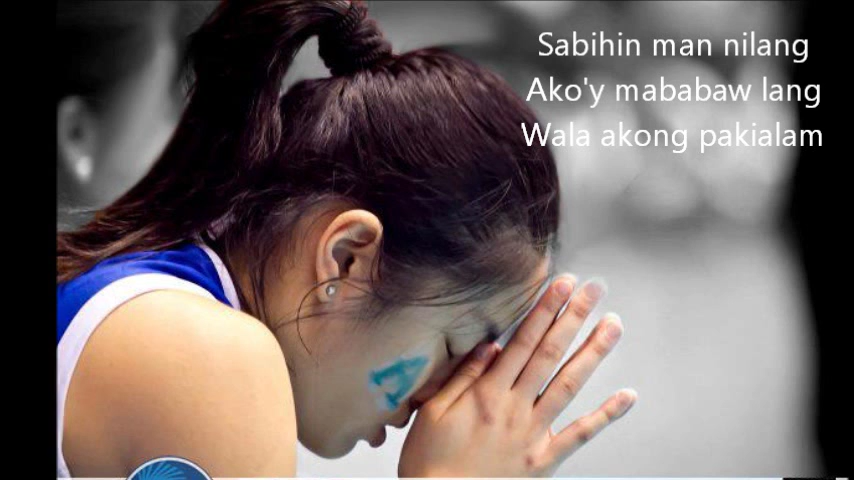 Sabihin man nilang
Ako'y mababaw lang
Wala akong pakialam